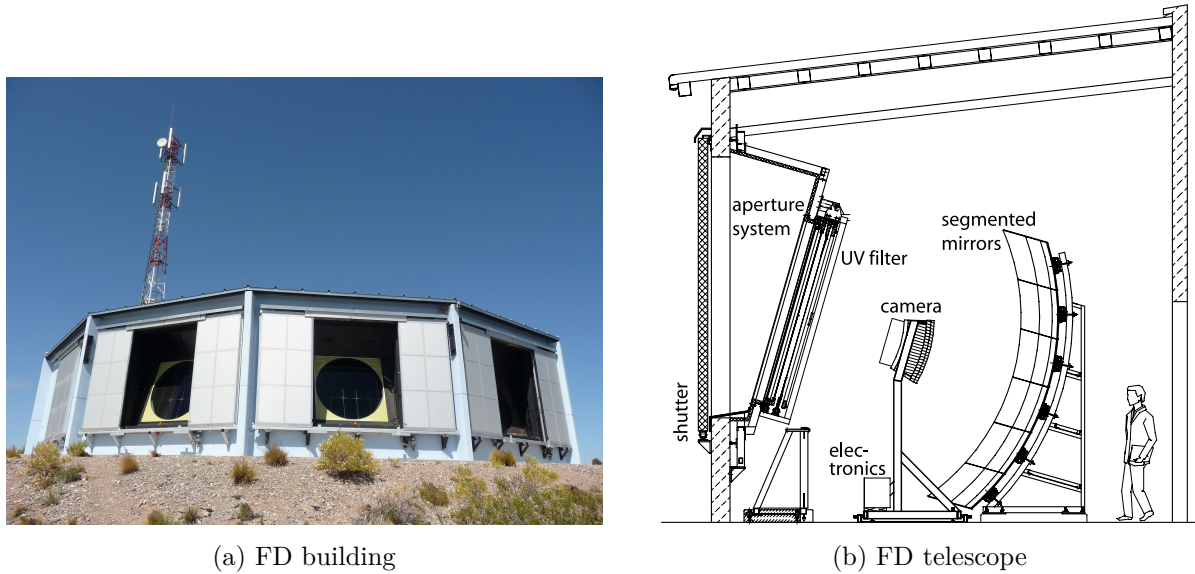 aperture
system
segmented
mirrors
UV filter
camera
shutter
elec-
tronics
(a) FD building
(b) FD telescope